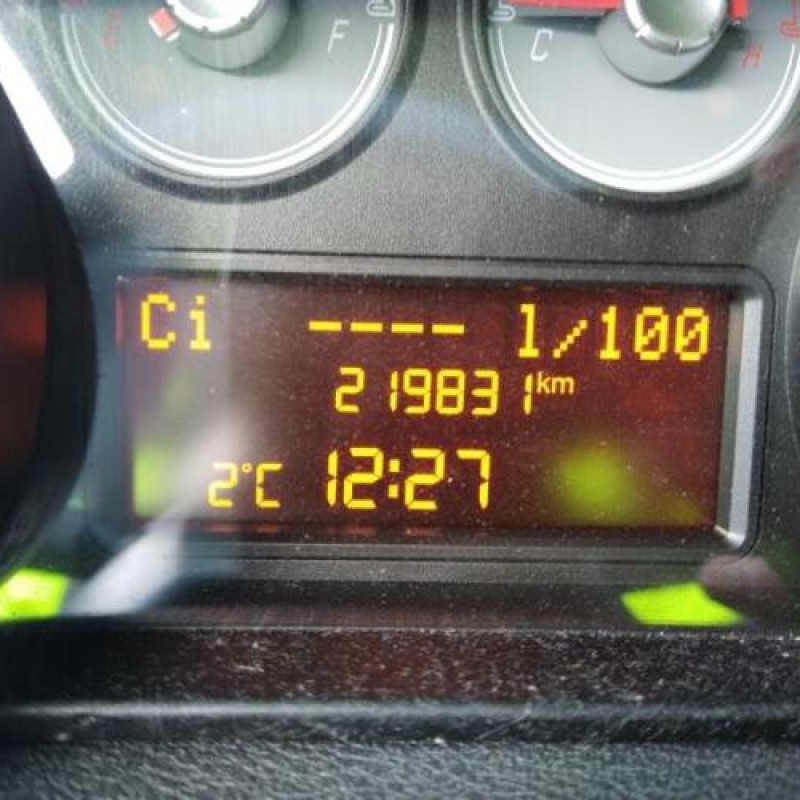 E F C H
Ci ---- l/100
219831 km
2°C 12:27